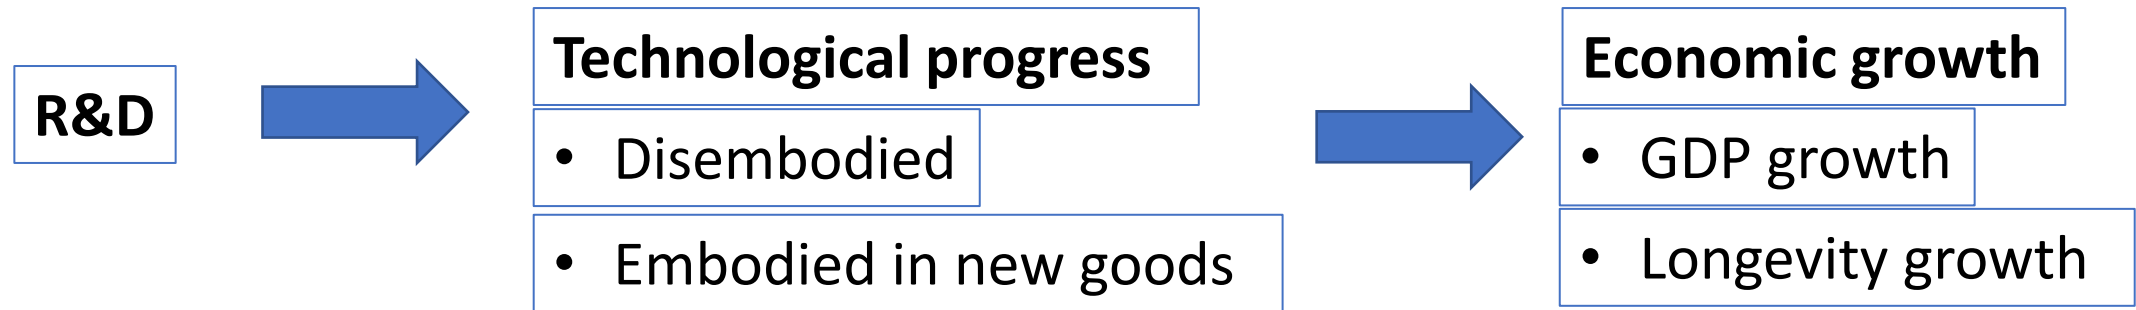 R&D
Technological progress
• Disembodied
• Embodied in new goods
Economic growth
• GDP growth
• Longevity growth